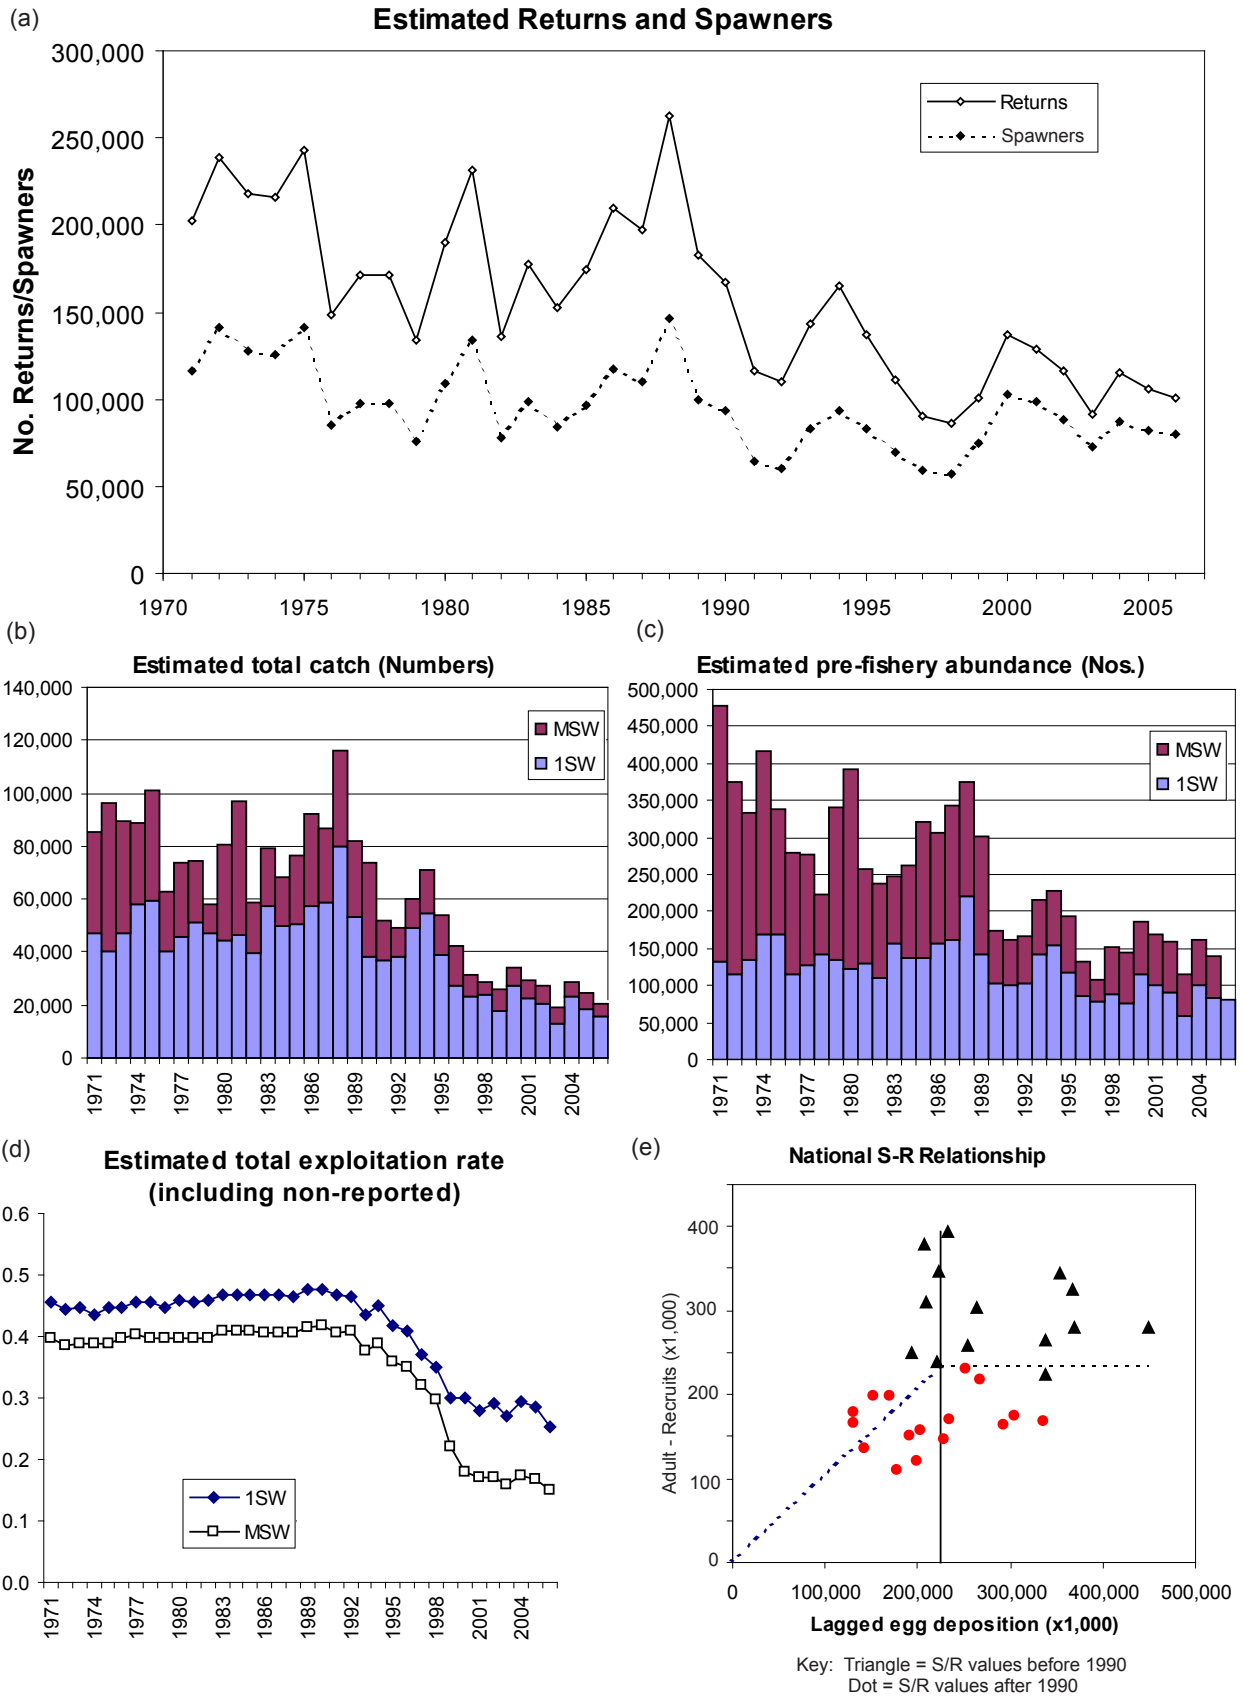 (a)
Estimated Returns and Spawners
300,000
250,000
200,000
150,000
100,000
50,000
0
No. Returns/Spawners
Returns
Spawners
1970 1975 1980 1985 1990 1995 2000 2005
(b)
Estimated total catch (Numbers)
140,000
120,000
100,000
80,000
60,000
40,000
20,000
0
MSW
1SW
1971 1974 1977 1980 1983 1986 1989 1992 1995 1998 2001 2004
(c)
Estimated pre-fishery abundance (Nos.)
500,000
450,000
400,000
350,000
300,000
250,000
200,000
150,000
100,000
50,000
0
MSW
1SW
1971 1974 1977 1980 1983 1986 1989 1992 1995 1998 2001 2004
(d)
Estimated total exploitation rate
(including non-reported)
0.6
0.5
0.4
0.3
0.2
0.1
0.0
1SW
MSW
1971 1974 1977 1980 1983 1986 1989 1992 1995 1998 2001 2004
(e)
National S-R Relationship
400
300
200
100
0
Adult - Recruits (x1,000)
0 100,000 200,000 300,000 400,000 500,000
Lagged egg deposition (x1,000)
Key: Triangle = S/R values before 1990
Dot = S/R values after 1990